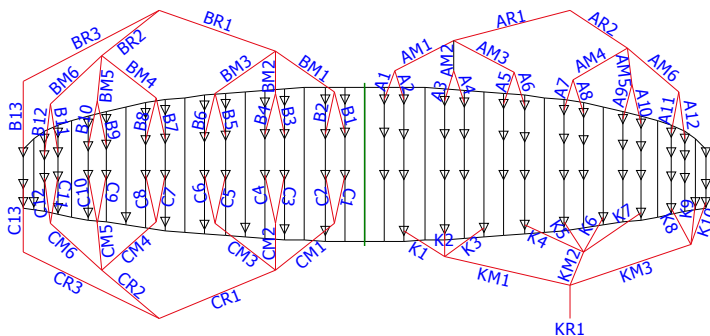 BR3
BR2
BR1
AR1
AR2
BM6
BM5
BM4
BM3
BM2
BM1
AM1
AM2
AM3
AM4
AM5
AM6
B13
B12
B11
B10
B9
B8
B7
B6
B5
B4
B3
B2
B1
A1
A2
A3
A4
A5
A6
A7
A8
A9
A10
A11
A12
C13
C12
C11
C10
C9
C8
C7
C6
C5
C4
C3
C2
C1
K2
K3
K4
K5
K6
K7
K8
K9
K10
CM6
CM5
CM4
CM3
CM2
CM1
KM1
KM2
KM3
CR3
CR2
CR1
KR1